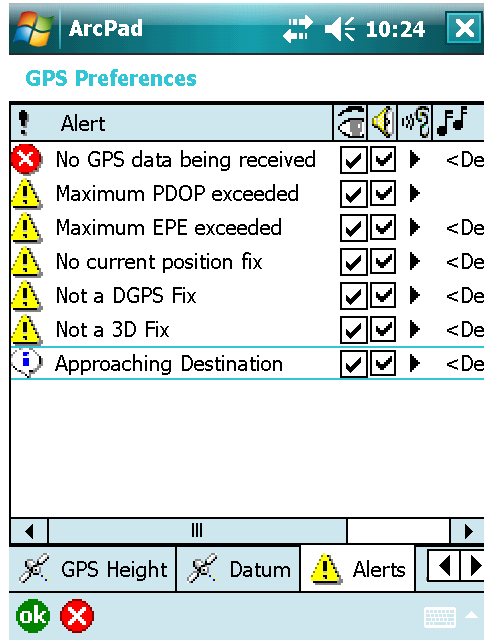 ArcPad 10:24
GPS Preferences
Alert
No GPS data being received <De
Maximum PDOP exceeded
Maximum EPE exceeded <De
No current position fix <De
Not a DGPS Fix <De
Not a 3D Fix <De
Approaching Destination <De
GPS Height Datum Alerts
ok